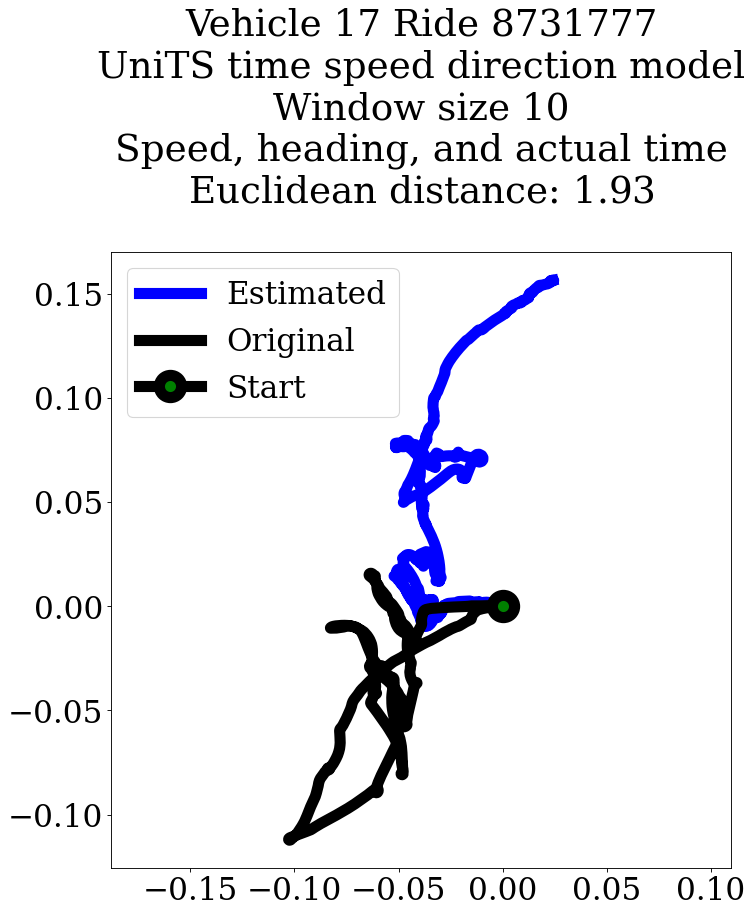 Vehicle 17 Ride 8731777
UniTS time speed direction model
Window size 10
Speed, heading, and actual time
Euclidean distance: 1.93
Estimated
Original
Start
0.15
0.10
0.05
0.00
−0.05
−0.10
−0.15 −0.10 −0.05 0.00 0.05 0.10